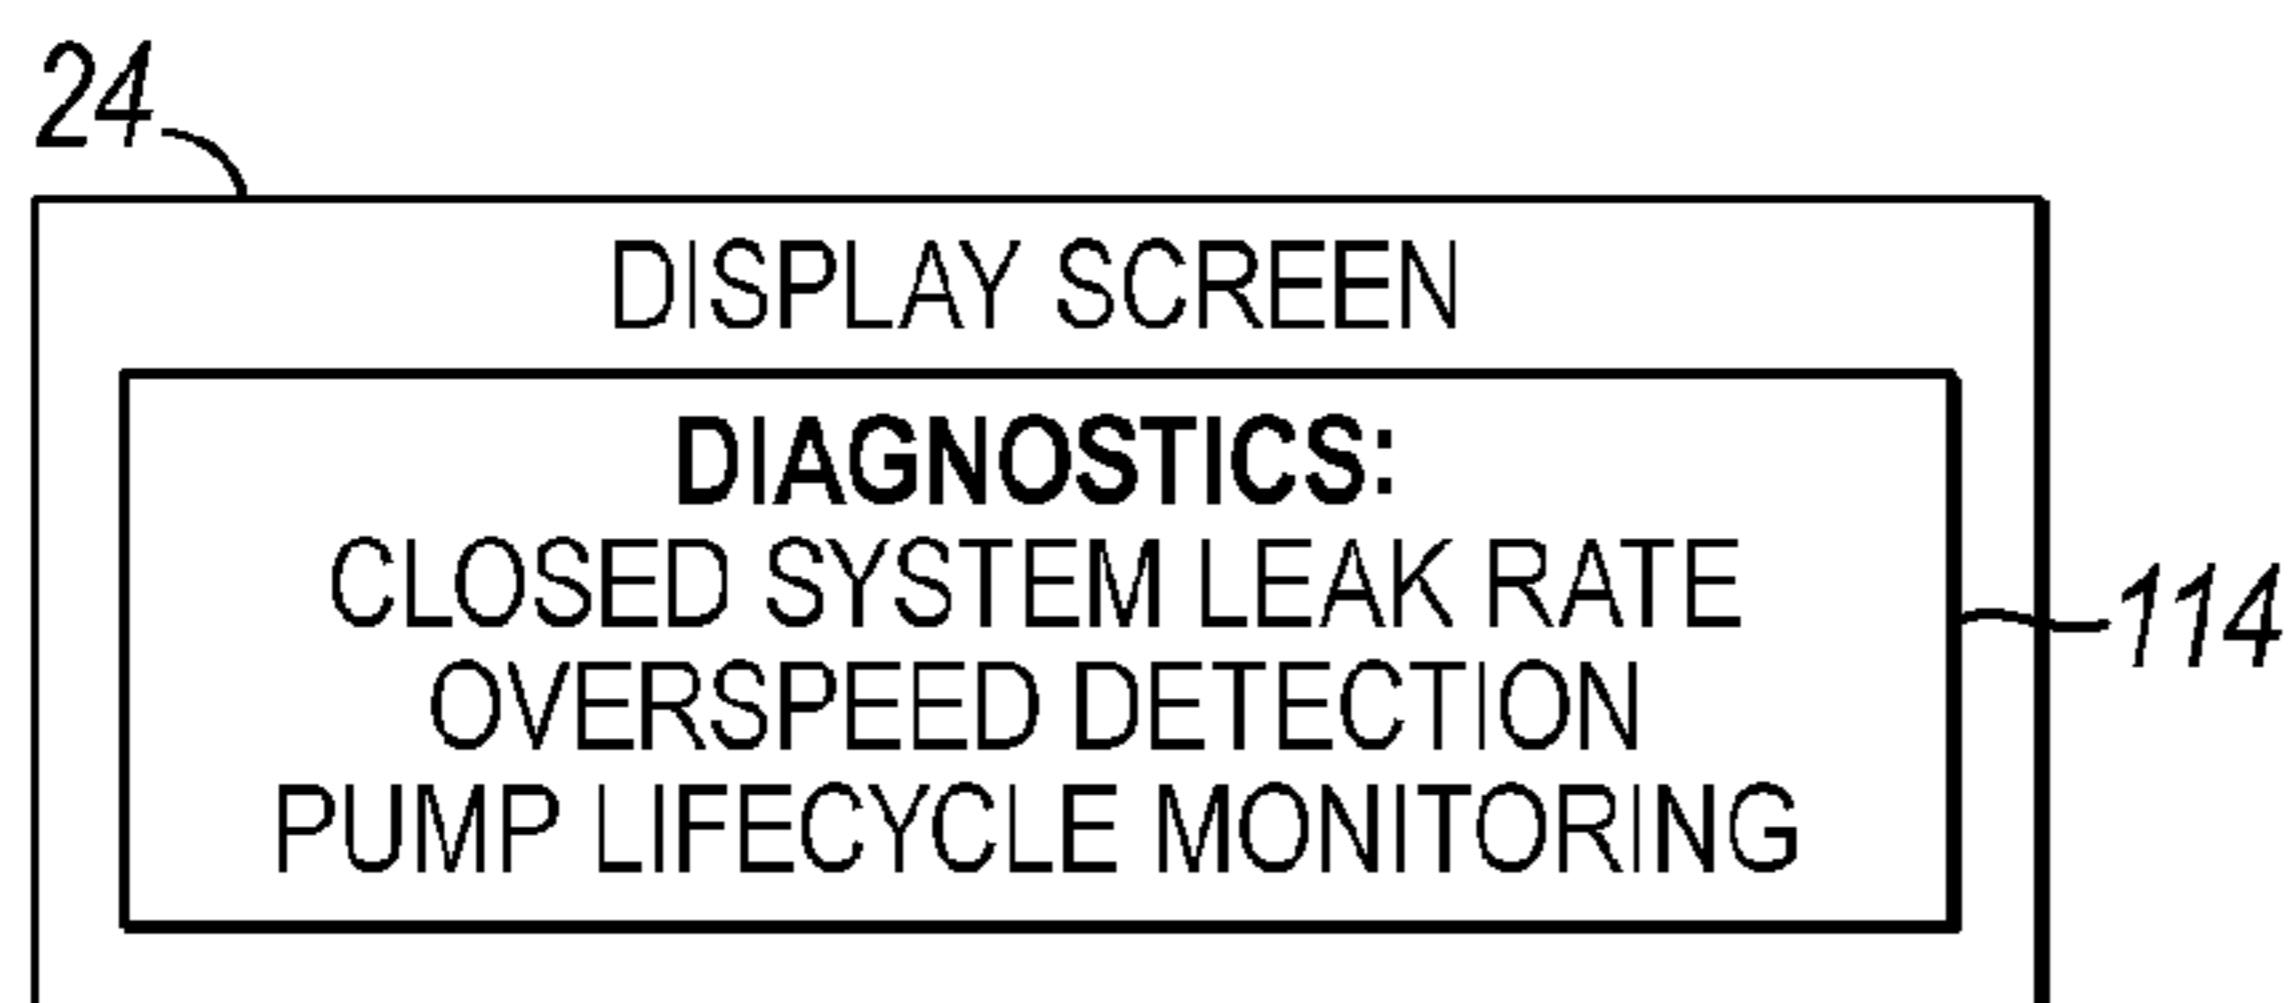 24
DISPLAY SCREEN
DIAGNOSTICS:
CLOSED SYSTEM LEAK RATE
OVERSPEED DETECTION
PUMP LIFECYCLE MONITORING
114